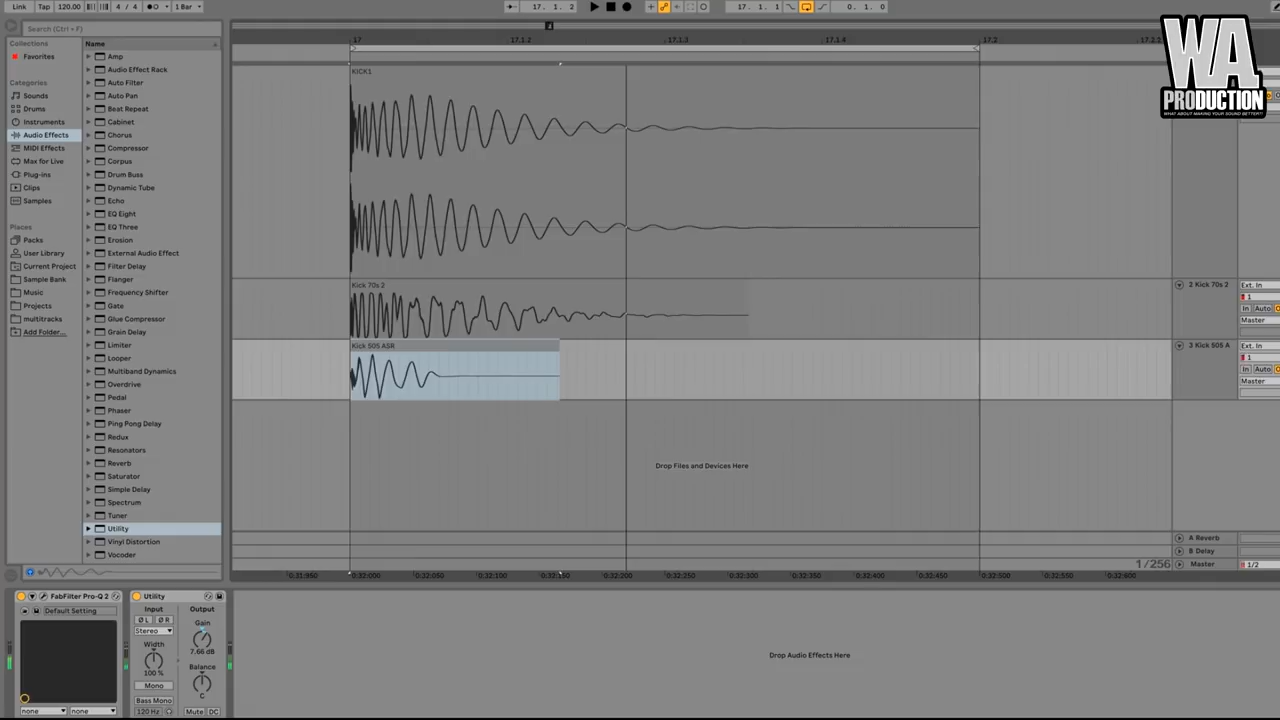 Link Tap 120.00 4 / 4 1 Bar 17. 1. 2 17. 1. 1 0. 1. 0
Search (Ctrl + F)
Collections
Favorites
Categories
Sounds
Drums
Instruments
Audio Effects
MIDI Effects
Max for Live
Plug-ins
Clips
Samples
Places
Packs
User Library
Current Project
Sample Bank
Music
Projects
multitracks
Add Folder...
Name
Amp
Audio Effect Rack
Auto Filter
Auto Pan
Beat Repeat
Cabinet
Chorus
Compressor
Corpus
Drum Buss
Dynamic Tube
Echo
EQ Eight
EQ Three
Erosion
External Audio Effect
Filter Delay
Flanger
Frequency Shifter
Gate
Glue Compressor
Grain Delay
Limiter
Looper
Multiband Dynamics
Overdrive
Pedal
Phaser
Ping Pong Delay
Redux
Resonators
Reverb
Saturator
Simple Delay
Spectrum
Tuner
Utility
Vinyl Distortion
Vocoder
17 17.1.2 17.1.3 17.1.4 17.2
KICK1
Kick 70s 2
Kick 505 ASR
Drop Files and Devices Here
WA
PRODUCTION
WHAT ABOUT MAKING YOUR SOUND BETTER?!
2 Kick 70s 2 Ext. In
1
In Auto
Master
3 Kick 505 A Ext. In
1
In Auto
Master
A Reverb
B Delay
Master 1/2
1/256
0:31:950 0:32:000 0:32:050 0:32:100 0:32:150 0:32:200 0:32:250 0:32:300 0:32:350 0:32:400 0:32:450 0:32:500 0:32:550 0:32:600
FabFilter Pro-Q 2
Default Setting
none none
Utility
Input Output
Ø L Ø R
Stereo
Gain
7.66 dB
Width
100 %
Balance
C
Mono
Bass Mono
120 Hz
Mute DC
Drop Audio Effects Here